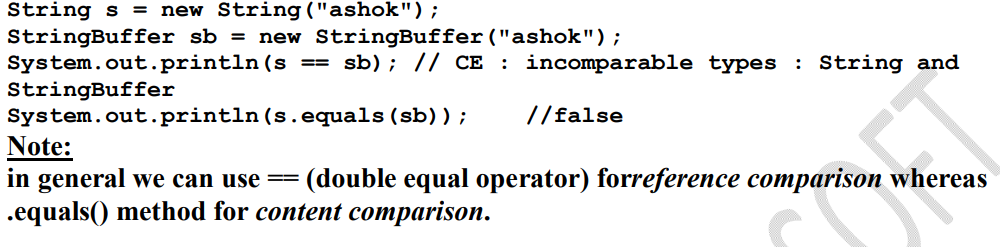 String s = new String("ashok");
StringBuffer sb = new StringBuffer("ashok");
System.out.println(s == sb); // CE : incomparable types : String and
StringBuffer
System.out.println(s.equals(sb)); //false
Note:
in general we can use == (double equal operator) forreference comparison whereas
.equals() method for content comparison.
SOFT